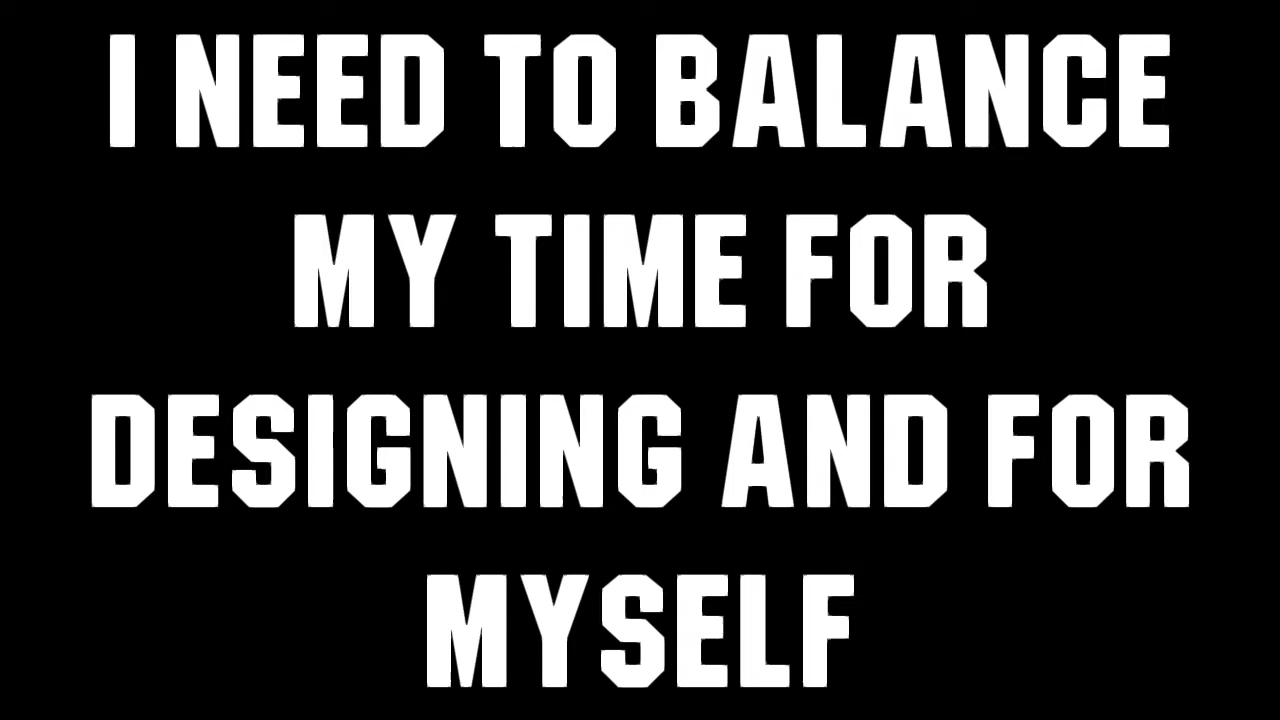 I NEED TO BALANCE
MY TIME FOR
DESIGNING AND FOR
MYSELF